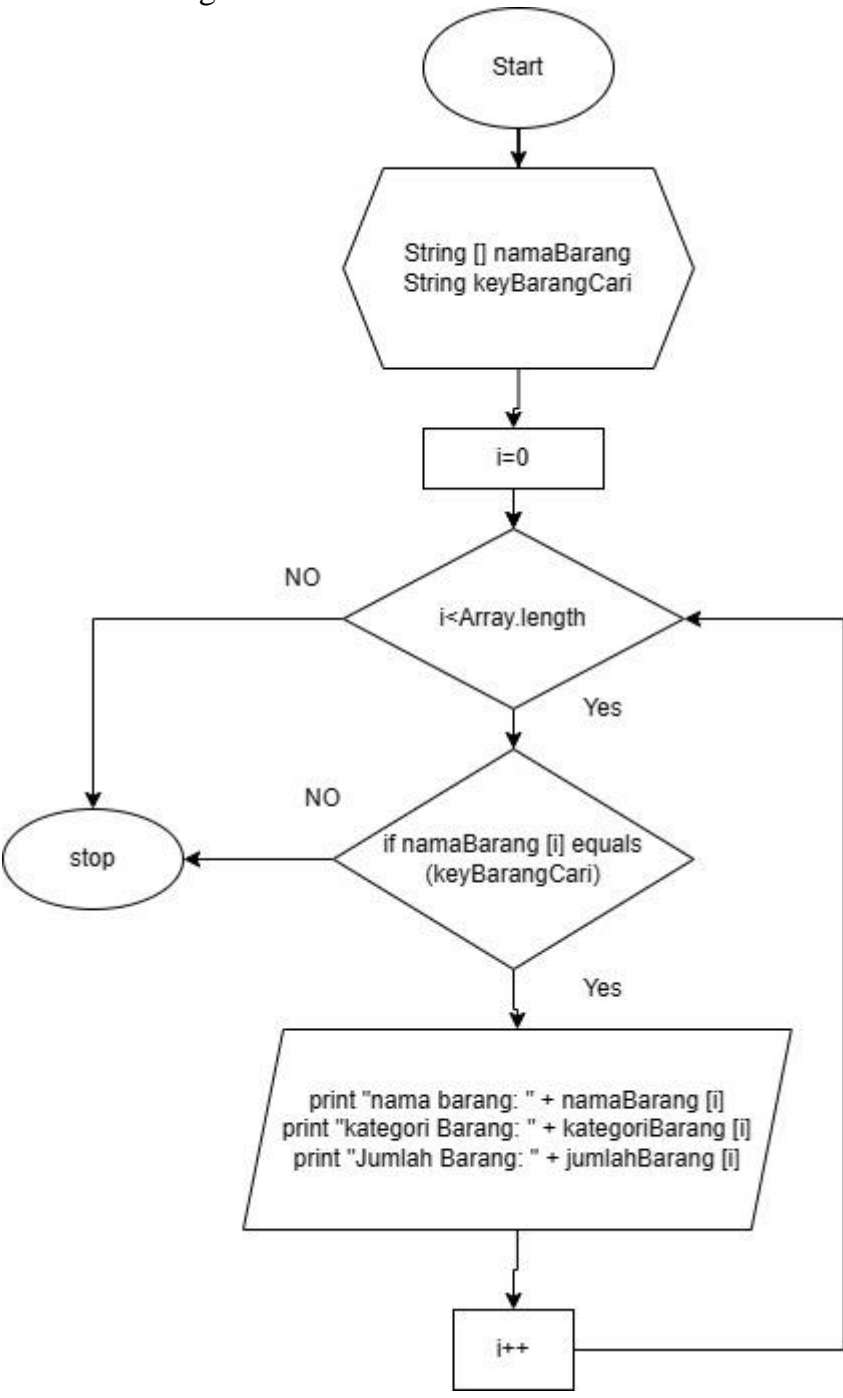 Start
String [] namaBarang
String keyBarangCari
i=0
NO
i<Array.length
Yes
NO
stop
if namaBarang [i] equals
(keyBarangCari)
Yes
print "nama barang: " + namaBarang [i]
print "kategori Barang: " + kategoriBarang [i]
print "Jumlah Barang: " + jumlahBarang [i]
i++